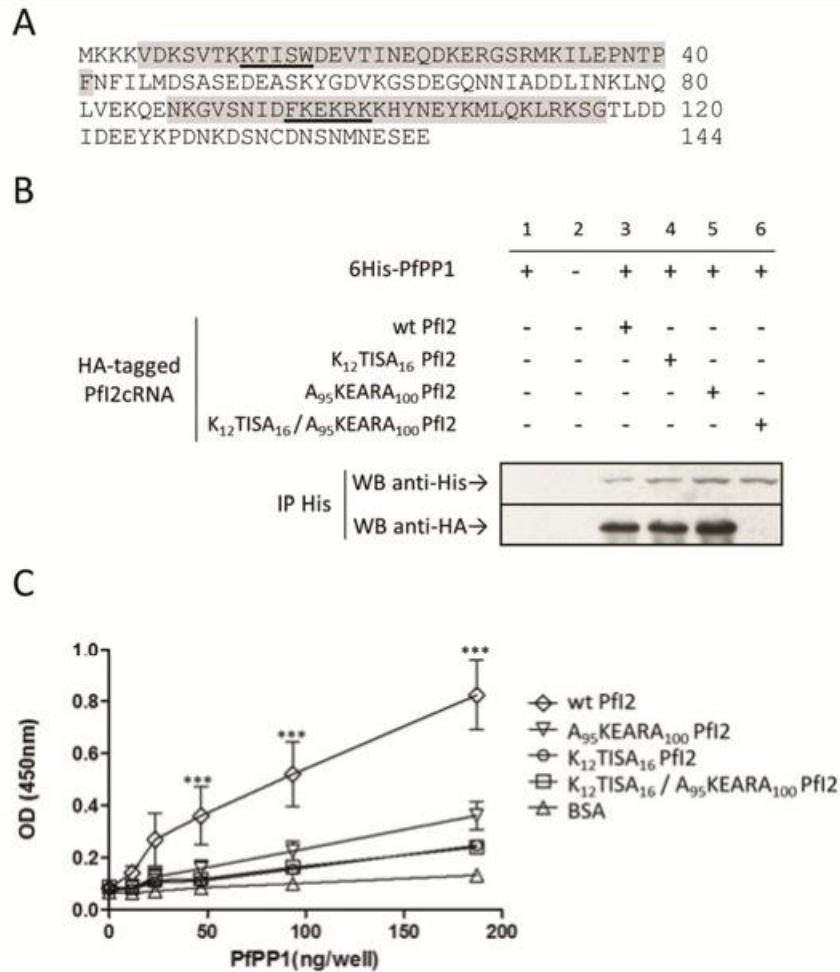 A
MKKKVDKSVTKKTISWDEVTINEQDKERGSRMKILEPNTP 40
FNFILMDSASEDEASKYGDVKGSDEGQNNIADDLINKLNQ 80
LVEKQENKGVSNIDFKEKRKKHYNEYKMLQKLRKSGTLDD 120
IDEEYKPDNKDSNCDNSNMNESEE 144
B
1 2 3 4 5 6
6His-PfPP1 + - + + + +
HA-tagged PfI2cRNA
wt PfI2 - - + - - -
K12TISA16 PfI2 - - - + - -
A95KEARA100 PfI2 - - - - + -
K12TISA16/A95KEARA100 PfI2 - - - - - +
IP His
WB anti-His→
WB anti-HA→
C
1.0
0.8
0.6
0.4
0.2
0.0
OD (450nm)
*** *** ***
0 50 100 150 200
PfPP1(ng/well)
wt PfI2
A95KEARA100 PfI2
K12TISA16 PfI2
K12TISA16 / A95KEARA100 PfI2
BSA